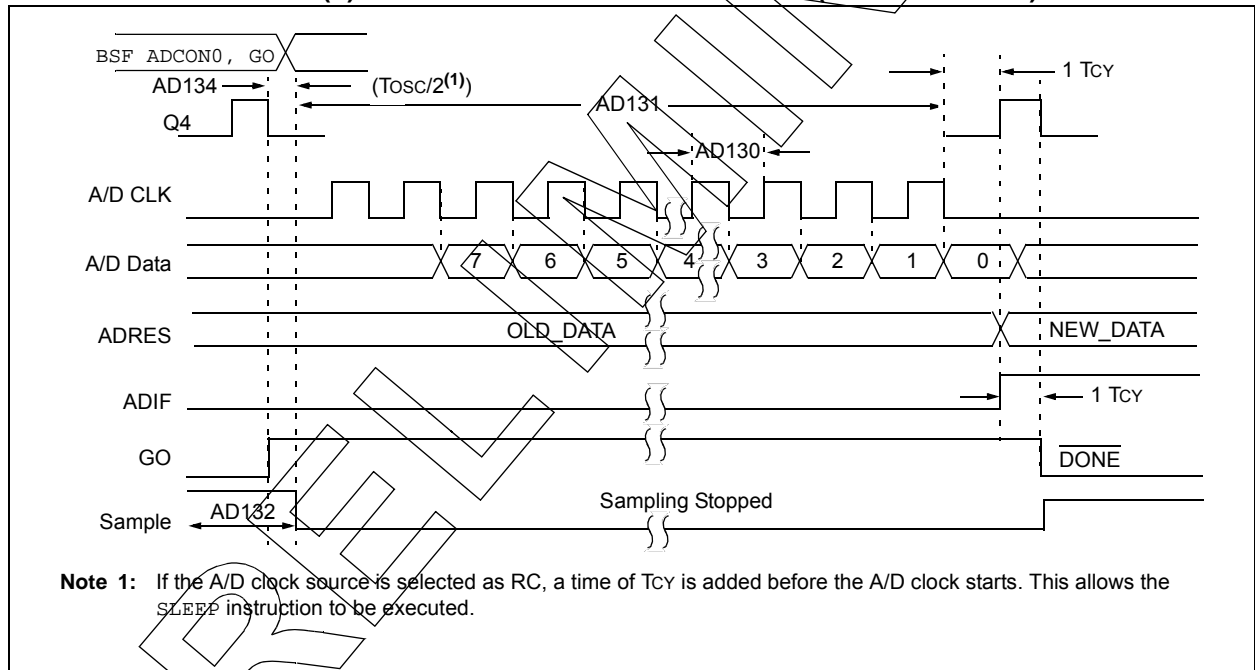 BSF ADCON0, GO
AD134
(TOSC/2(1))
AD131
1 TCY
Q4
AD130
A/D CLK
A/D Data
7 6 5 4 3 2 1 0
ADRES
OLD_DATA
NEW_DATA
ADIF
1 TCY
GO
DONE
Sample
AD132
Sampling Stopped
Note 1: If the A/D clock source is selected as RC, a time of TCY is added before the A/D clock starts. This allows the
SLEEP instruction to be executed.